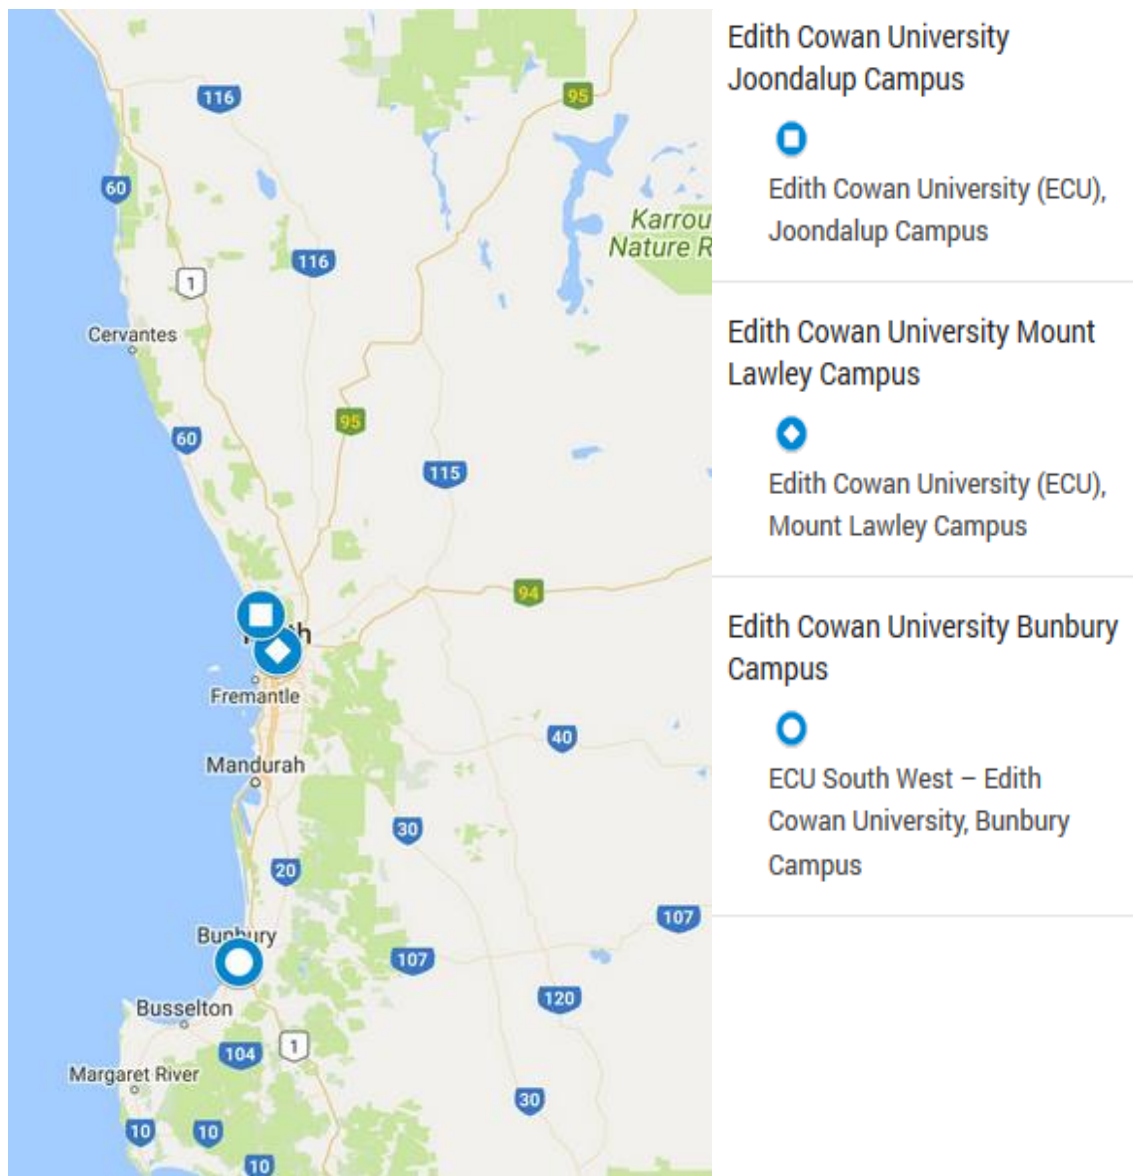 116
95
60
Karrou
Nature R
116
1
Cervantes
95
60
115
94
Fremantle
40
Mandurah
30
20
107
Bunbury
107
120
Busselton
1
104
Margaret River
30
10
10
10
Edith Cowan University
Joondalup Campus
Edith Cowan University (ECU),
Joondalup Campus
Edith Cowan University Mount
Lawley Campus
Edith Cowan University (ECU),
Mount Lawley Campus
Edith Cowan University Bunbury
Campus
ECU South West – Edith
Cowan University, Bunbury
Campus